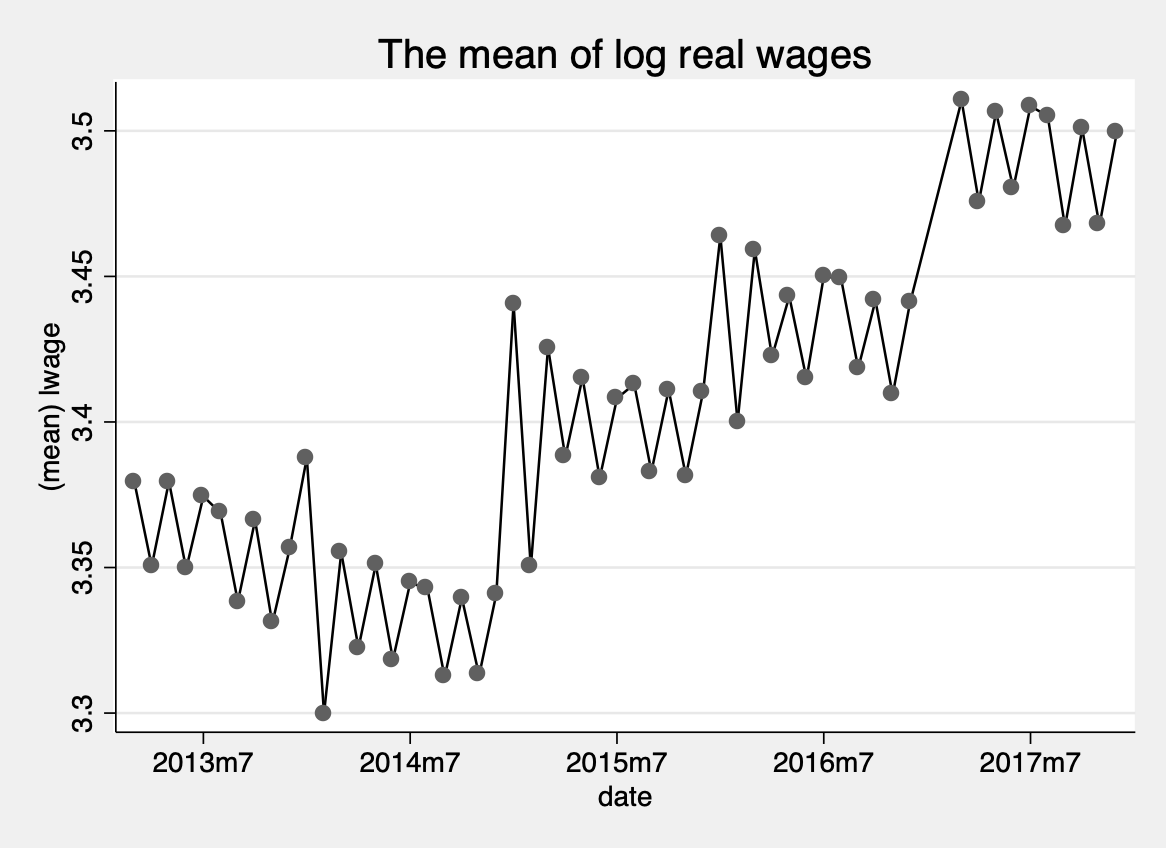 The mean of log real wages
(mean) lwage
3.5
3.45
3.4
3.35
3.3
2013m7 2014m7 2015m7 2016m7 2017m7
date